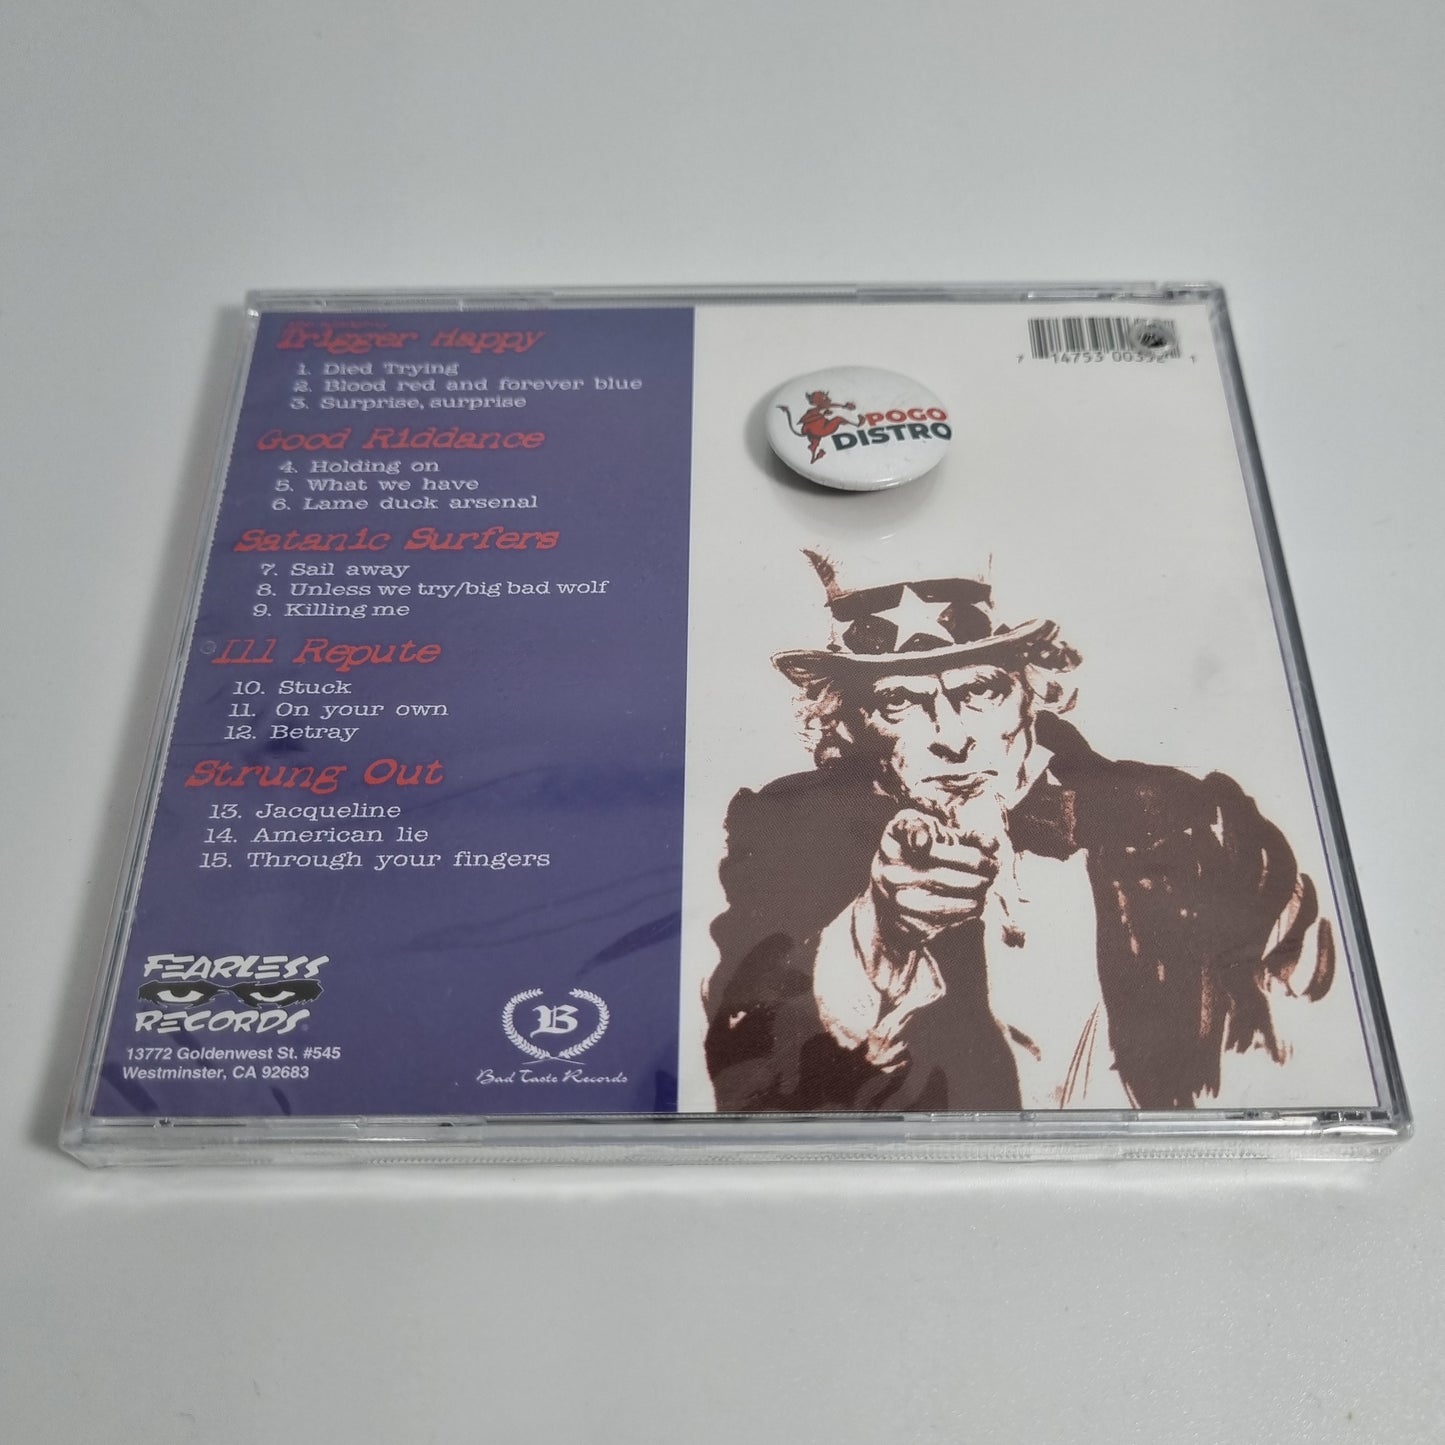 Trigger Happy
1. Died Trying
2. Blood red and forever blue
3. Surprise, surprise
Good Riddance
4. Holding on
5. What we have
6. Lame duck arsenal
Satanic Surfers
7. Sail away
8. Unless we try/big bad wolf
9. Killing me
Ill Repute
10. Stuck
11. On your own
12. Betray
Strung Out
13. Jacqueline
14. American lie
15. Through your fingers
FEARLESS
RECORDS
13772 Goldenwest St. #545
Westminster, CA 92683
B
Bad Taste Records
POGO
DISTRO